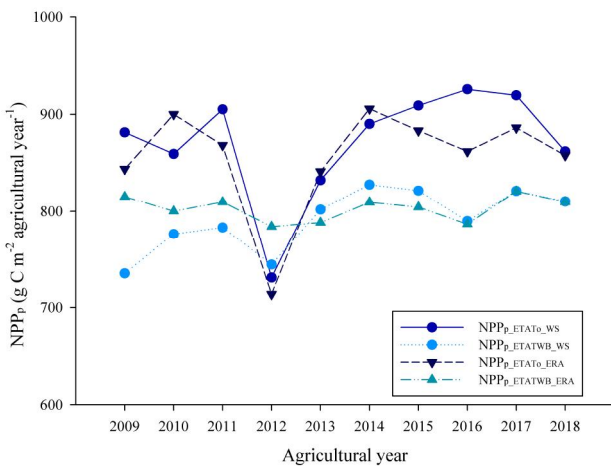 1000
900
800
700
600
NPPp (g C m-2 agricultural year-1)
NPPp_ETATo_WS
NPPp_ETATWB_WS
NPPp_ETATo_ERA
NPPp_ETATWB_ERA
2009 2010 2011 2012 2013 2014 2015 2016 2017 2018
Agricultural year